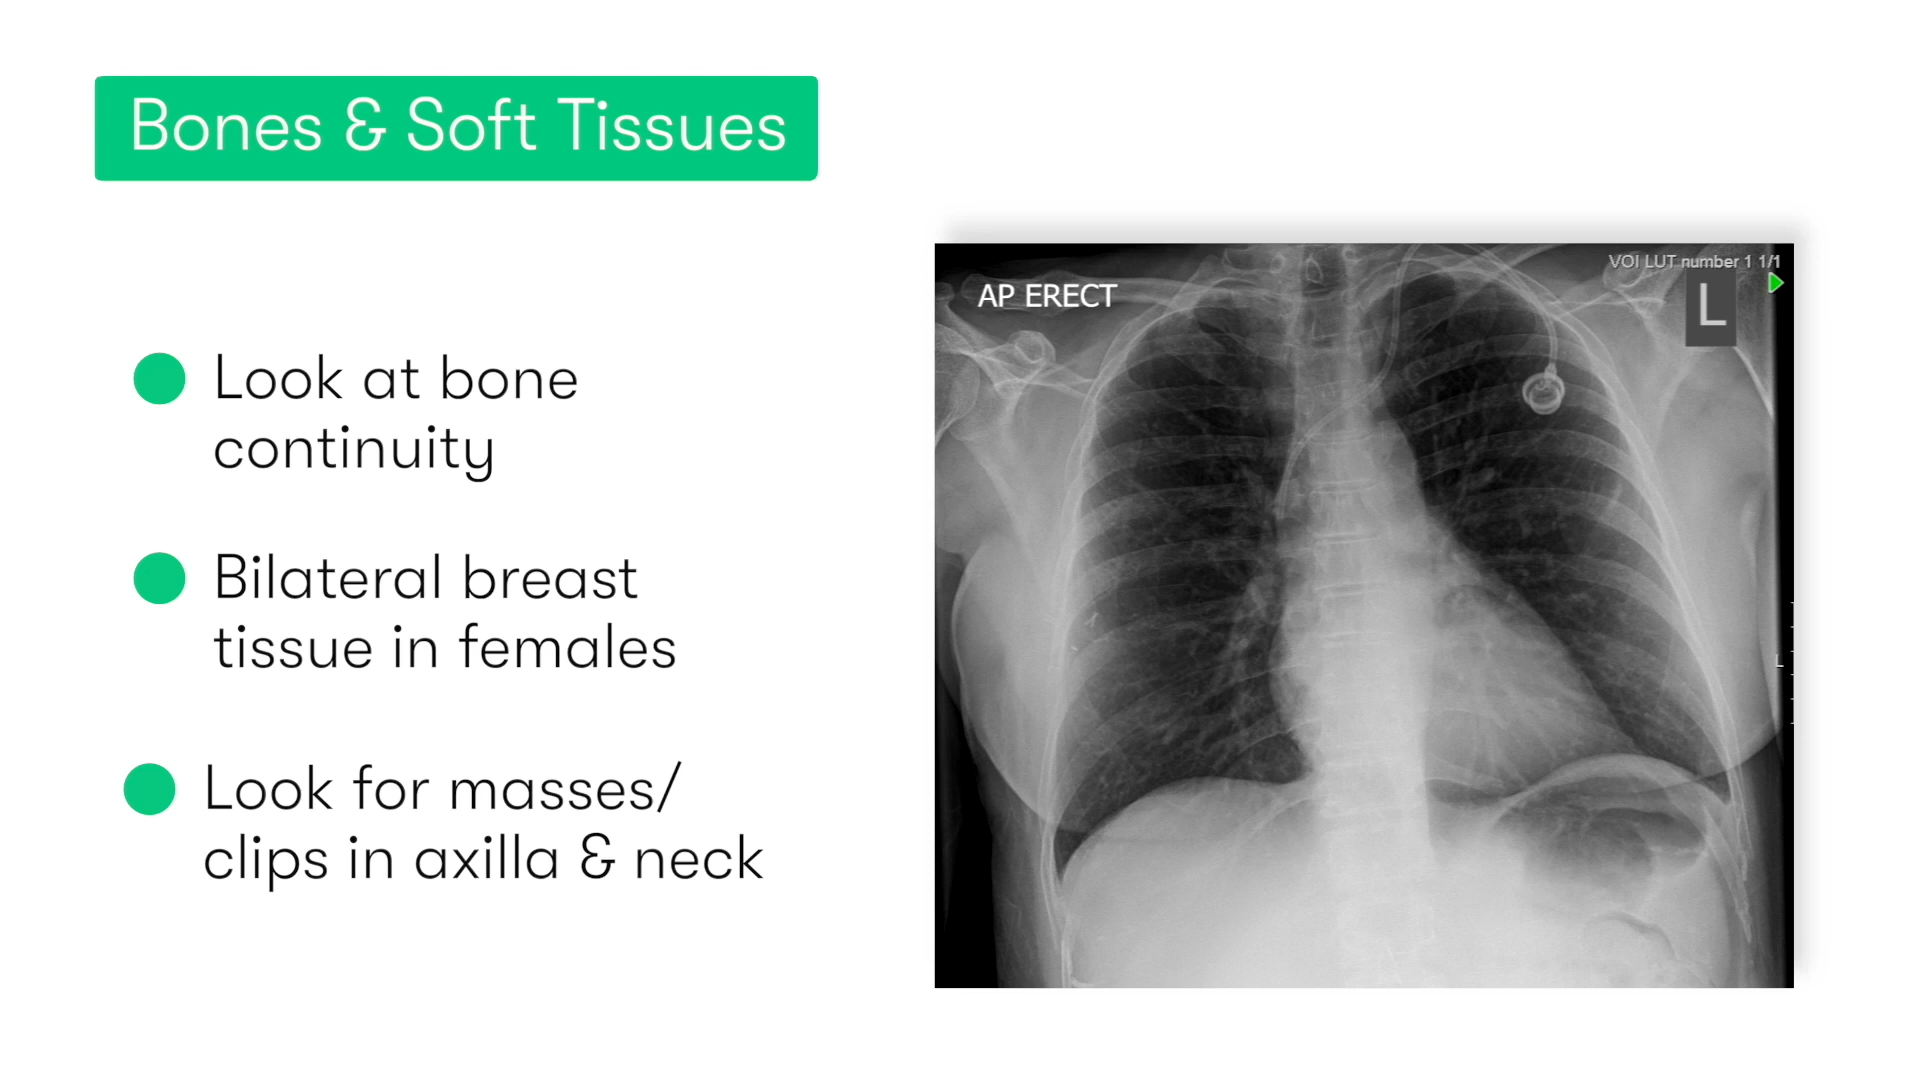 Bones & Soft Tissues
Look at bone
continuity
Bilateral breast
tissue in females
Look for masses/
clips in axilla & neck
VOI LUT number 1 1/1
AP ERECT
L
L